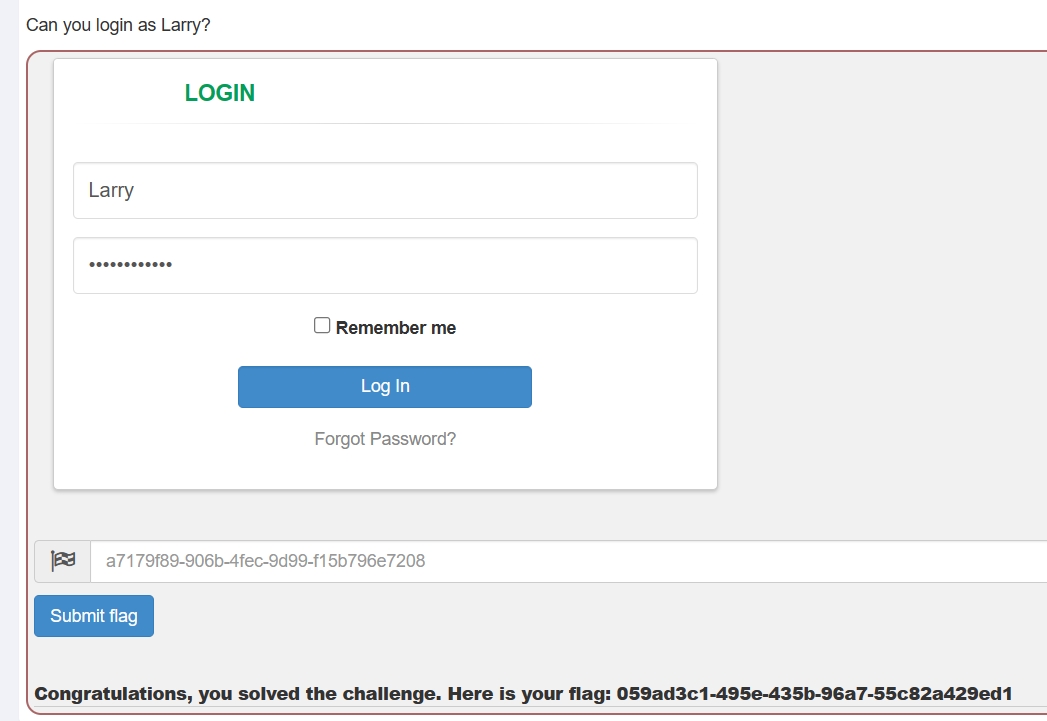 Can you login as Larry?
LOGIN
Larry
••••••••••••
Remember me
Log In
Forgot Password?
a7179f89-906b-4fec-9d99-f15b796e7208
Submit flag
Congratulations, you solved the challenge. Here is your flag: 059ad3c1-495e-435b-96a7-55c82a429ed1